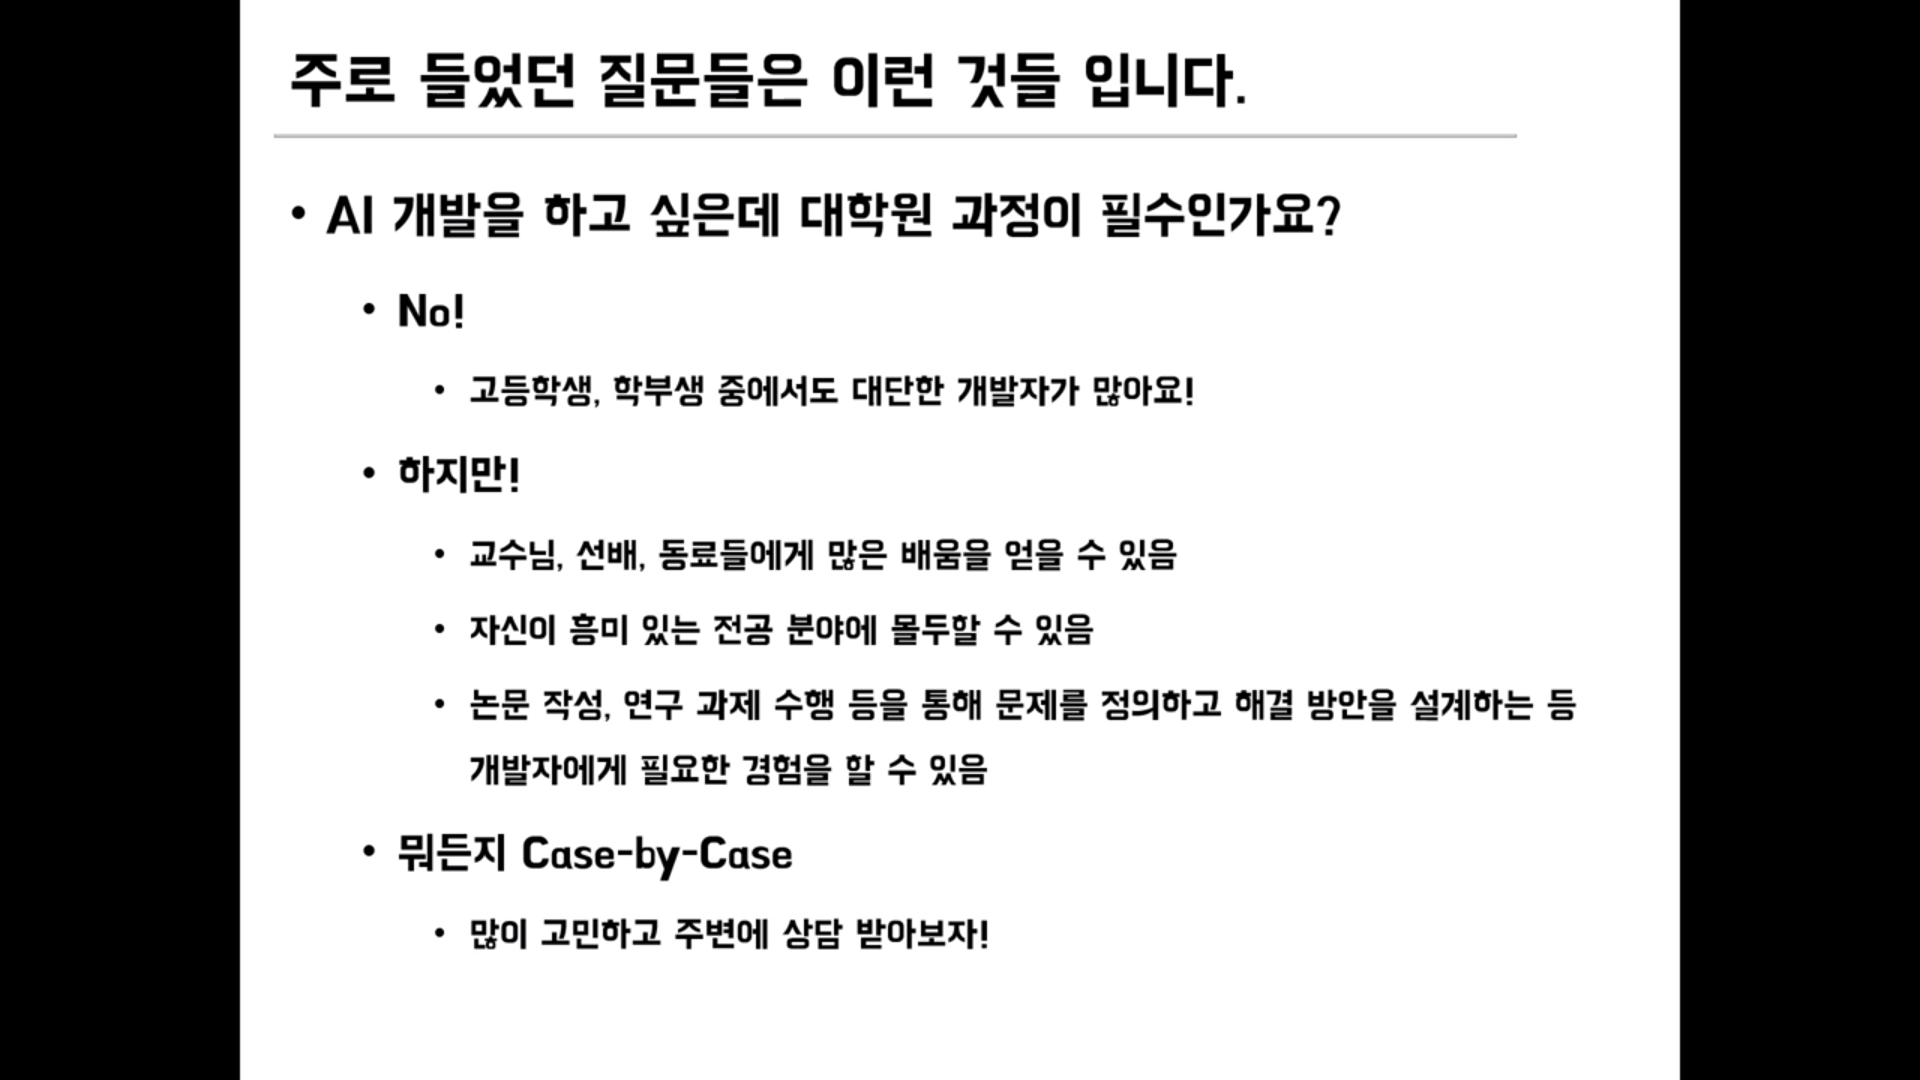 주로 들었던 질문들은 이런 것들 입니다.
• AI 개발을 하고 싶은데 대학원 과정이 필수인가요?
• No!
• 고등학생, 학부생 중에서도 대단한 개발자가 많아요!
• 하지만!
• 교수님, 선배, 동료들에게 많은 배움을 얻을 수 있음
• 자신이 흥미 있는 전공 분야에 몰두할 수 있음
• 논문 작성, 연구 과제 수행 등을 통해 문제를 정의하고 해결 방안을 설계하는 등
개발자에게 필요한 경험을 할 수 있음
• 뭐든지 Case-by-Case
• 많이 고민하고 주변에 상담 받아보자!